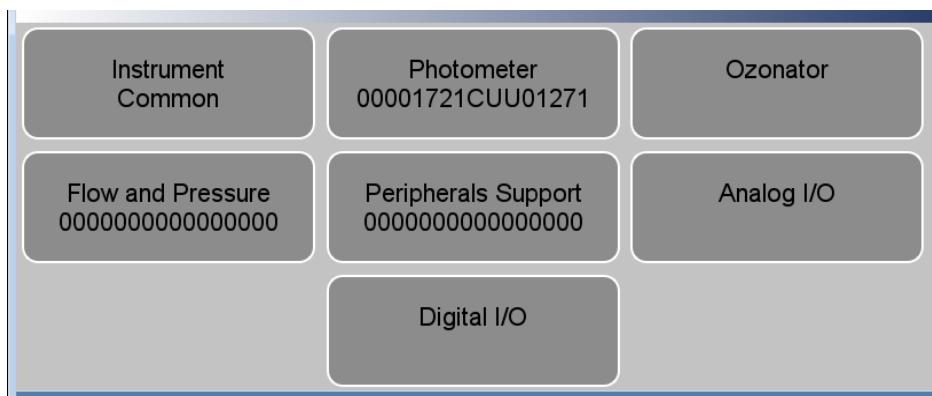 Instrument
Common
Photometer
00001721CUU01271
Ozonator
Flow and Pressure
0000000000000000
Peripherals Support
0000000000000000
Analog I/O
Digital I/O